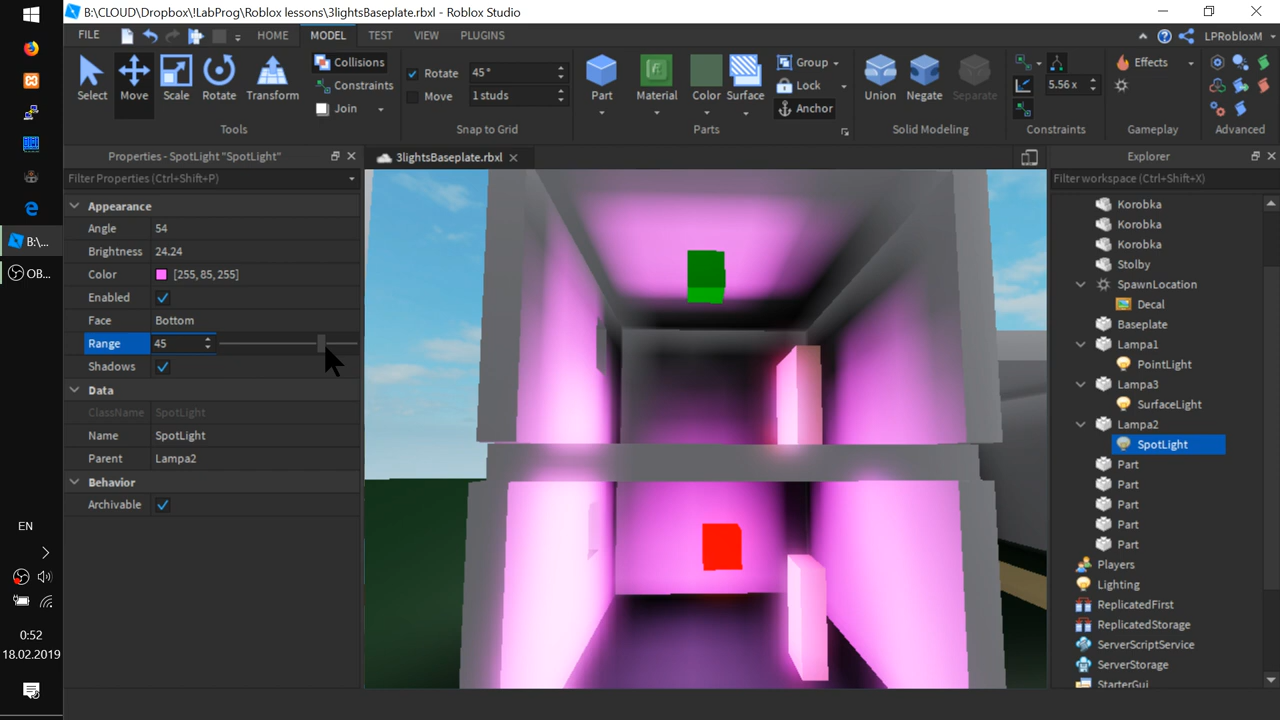 B:\CLOUD\Dropbox\!LabProg\Roblox lessons\3lightsBaseplate.rbxl - Roblox Studio
FILE HOME MODEL TEST VIEW PLUGINS LPRobloxM
Select Move Scale Rotate Transform
Collisions
Constraints
Join
Tools
Rotate 45°
Move 1 studs
Snap to Grid
Part Material Color Surface
Group
Lock
Anchor
Parts
Union Negate Separate
Solid Modeling
5.56 x
Constraints
Effects
Gameplay
Advanced
Properties - SpotLight "SpotLight"
Filter Properties (Ctrl+Shift+P)
Appearance
Angle 54
Brightness 24.24
Color [255, 85, 255]
Enabled
Face Bottom
Range 45
Shadows
Data
ClassName SpotLight
Name SpotLight
Parent Lampa2
Behavior
Archivable
3lightsBaseplate.rbxl
Explorer
Filter workspace (Ctrl+Shift+X)
Korobka
Korobka
Korobka
Stolby
SpawnLocation
Decal
Baseplate
Lampa1
PointLight
Lampa3
SurfaceLight
Lampa2
SpotLight
Part
Part
Part
Part
Part
Players
Lighting
ReplicatedFirst
ReplicatedStorage
ServerScriptService
ServerStorage
StarterGui
B:\...
OB...
EN
0:52
18.02.2019